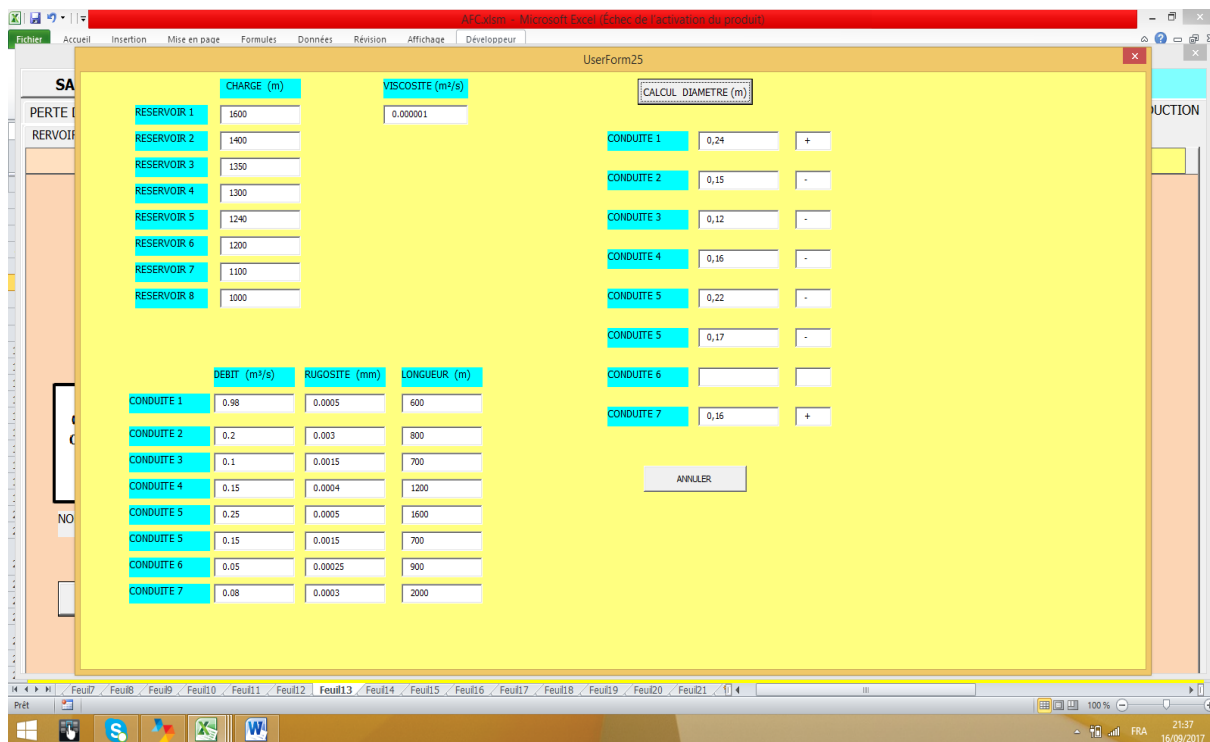 AFC.xlsm - Microsoft Excel (Échec de l'activation du produit)
Fichier Accueil Insertion Mise en page Formules Données Révision Affichage Développeur
UserForm25
SA
PERTE
UCTION
RERVOIR
CHARGE (m) VISCOSITE (m²/s) CALCUL DIAMETRE (m)
RESERVOIR 1 1600 0.000001
RESERVOIR 2 1400
RESERVOIR 3 1350
RESERVOIR 4 1300
RESERVOIR 5 1240
RESERVOIR 6 1200
RESERVOIR 7 1100
RESERVOIR 8 1000
CONDUITE 1 0,24 +
CONDUITE 2 0,15 -
CONDUITE 3 0,12 -
CONDUITE 4 0,16 -
CONDUITE 5 0,22 -
CONDUITE 5 0,17 -
CONDUITE 6
CONDUITE 7 0,16 +
ANNULER
DEBIT (m³/s) RUGOSITE (mm) LONGUEUR (m)
CONDUITE 1 0.98 0.0005 600
CONDUITE 2 0.2 0.003 800
CONDUITE 3 0.1 0.0015 700
CONDUITE 4 0.15 0.0004 1200
CONDUITE 5 0.25 0.0005 1600
CONDUITE 5 0.15 0.0015 700
CONDUITE 6 0.05 0.00025 900
CONDUITE 7 0.08 0.0003 2000
NO
Feuil7 Feuil8 Feuil9 Feuil10 Feuil11 Feuil12 Feuil13 Feuil14 Feuil15 Feuil16 Feuil17 Feuil18 Feuil19 Feuil20 Feuil21
Prêt 100 %
FRA 21:37
16/09/2017